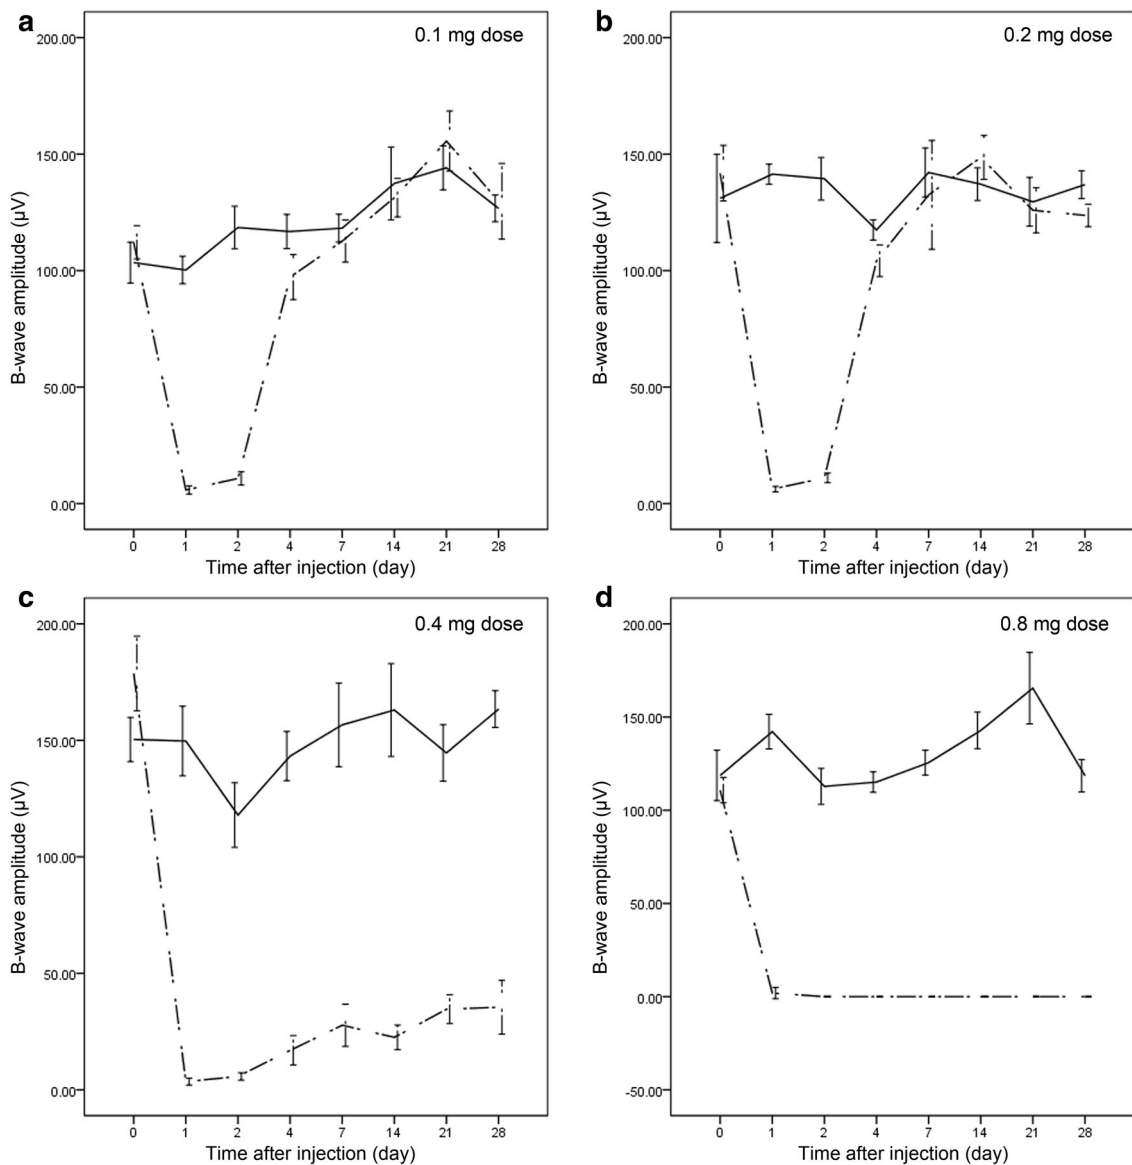 a
0.1 mg dose
200.00
150.00
100.00
50.00
0.00
B-wave amplitude (µV)
0 1 2 4 7 14 21 28
Time after injection (day)
b
0.2 mg dose
200.00
150.00
100.00
50.00
0.00
B-wave amplitude (µV)
0 1 2 4 7 14 21 28
Time after injection (day)
c
0.4 mg dose
200.00
150.00
100.00
50.00
0.00
B-wave amplitude (µV)
0 1 2 4 7 14 21 28
Time after injection (day)
d
0.8 mg dose
200.00
150.00
100.00
50.00
0.00
-50.00
B-wave amplitude (µV)
0 1 2 4 7 14 21 28
Time after injection (day)